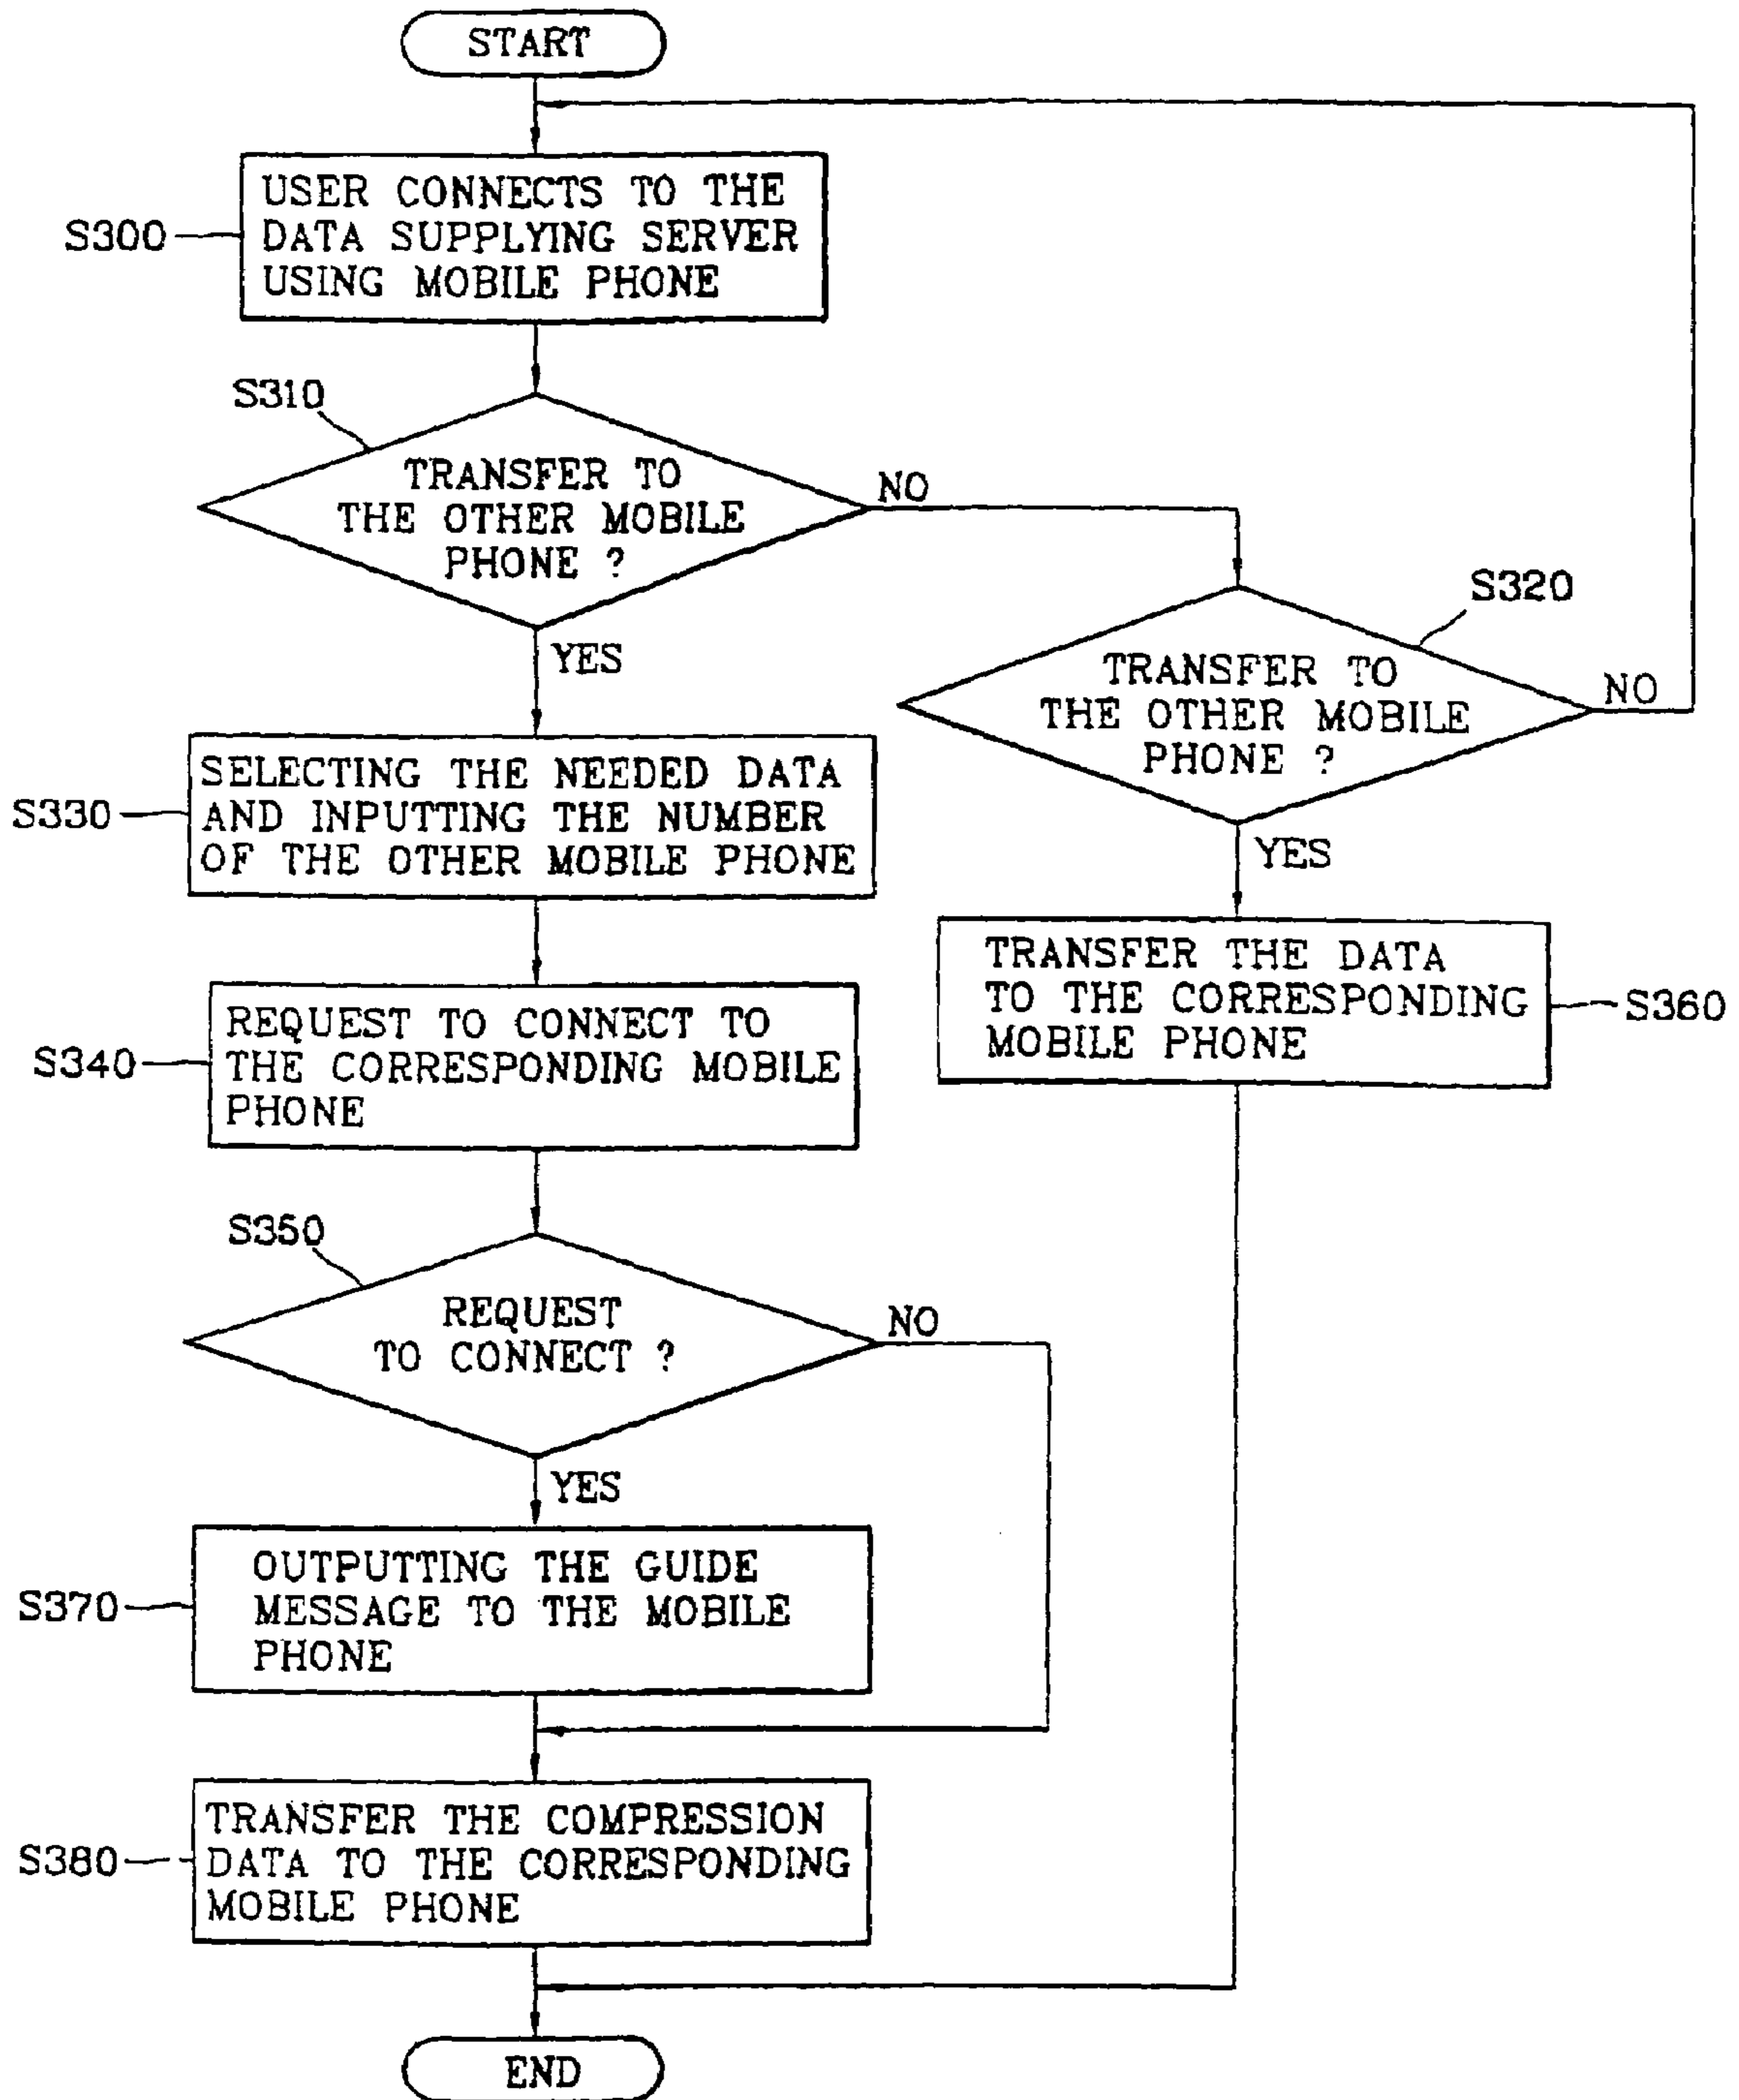 START
USER CONNECTS TO THE
DATA SUPPLYING SERVER
USING MOBILE PHONE
S300
S310
TRANSFER TO
THE OTHER MOBILE
PHONE ?
NO
YES
S320
TRANSFER TO
THE OTHER MOBILE
PHONE ?
NO
YES
S330
SELECTING THE NEEDED DATA
AND INPUTTING THE NUMBER
OF THE OTHER MOBILE PHONE
TRANSFER THE DATA
TO THE CORRESPONDING
MOBILE PHONE
S360
S340
REQUEST TO CONNECT TO
THE CORRESPONDING MOBILE
PHONE
S350
REQUEST
TO CONNECT ?
NO
YES
S370
OUTPUTTING THE GUIDE
MESSAGE TO THE MOBILE
PHONE
S380
TRANSFER THE COMPRESSION
DATA TO THE CORRESPONDING
MOBILE PHONE
END